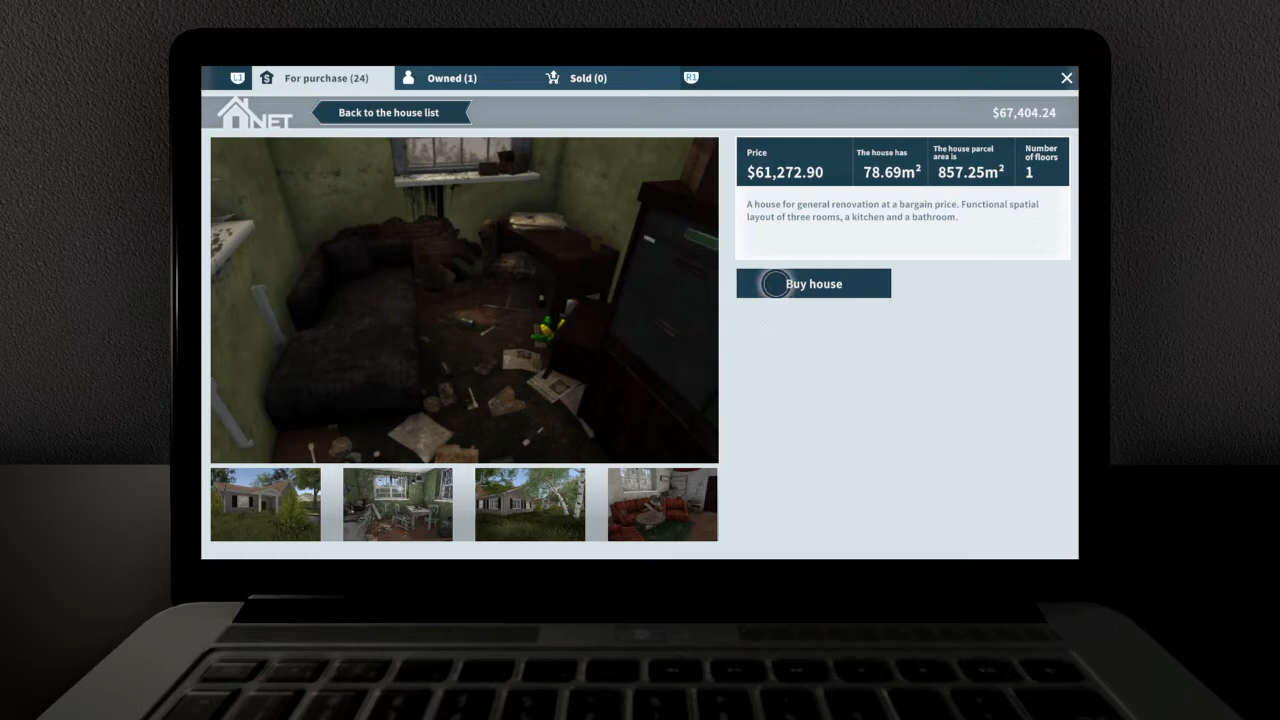 L1
For purchase (24)
Owned (1)
Sold (0)
R1
NET
Back to the house list
$67,404.24
Price
$61,272.90
The house has
78.69m²
The house parcel
area is
857.25m²
Number
of floors
1
A house for general renovation at a bargain price. Functional spatial
layout of three rooms, a kitchen and a bathroom.
Buy house